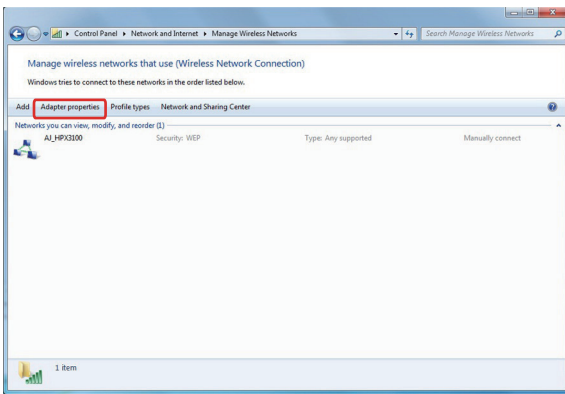 Control Panel ▸ Network and Internet ▸ Manage Wireless Networks
Search Manage Wireless Networks
Manage wireless networks that use (Wireless Network Connection)
Windows tries to connect to these networks in the order listed below.
Add Adapter properties Profile types Network and Sharing Center
Networks you can view, modify, and reorder (1)
AJ_HPX3100 Security: WEP Type: Any supported Manually connect
1 item